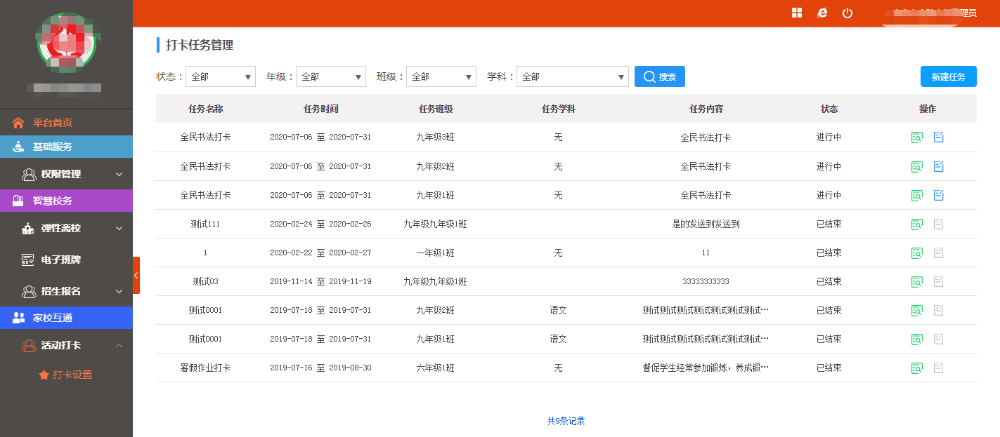 理员
平台首页
基础服务
权限管理
智慧校务
弹性离校
电子班牌
招生报名
家校互通
活动打卡
打卡设置
打卡任务管理
状态： 全部 年级： 全部 班级： 全部 学科： 全部 搜索 新建任务
任务名称 任务时间 任务班级 任务学科 任务内容 状态 操作
全民书法打卡 2020-07-06 至 2020-07-31 九年级3班 无 全民书法打卡 进行中
全民书法打卡 2020-07-06 至 2020-07-31 九年级2班 无 全民书法打卡 进行中
全民书法打卡 2020-07-06 至 2020-07-31 九年级1班 无 全民书法打卡 进行中
测试111 2020-02-24 至 2020-02-26 九年级九年级1班 是的发送到发送到 已结束
1 2020-02-22 至 2020-02-27 一年级1班 无 11 已结束
测试03 2019-11-14 至 2019-11-19 九年级九年级1班 33333333333 已结束
测试0001 2019-07-18 至 2019-07-31 九年级2班 语文 测试测试测试测试测试测试测试… 已结束
测试0001 2019-07-18 至 2019-07-31 九年级1班 语文 测试测试测试测试测试测试测试… 已结束
署假作业打卡 2019-07-16 至 2019-08-30 六年级1班 无 督促学生经常参加锻炼，养成锻… 已结束
共9条记录